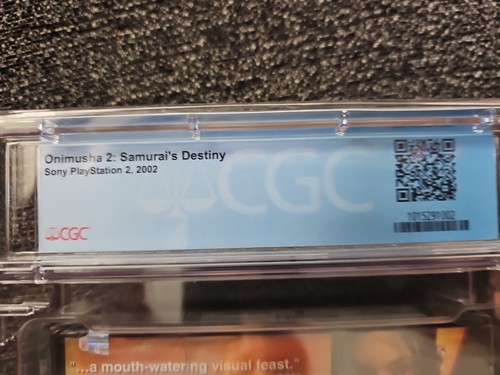 Onimusha 2: Samurai's Destiny
Sony PlayStation 2, 2002
CGC
CGC
1015291002
"...a mouth-watering visual feast."